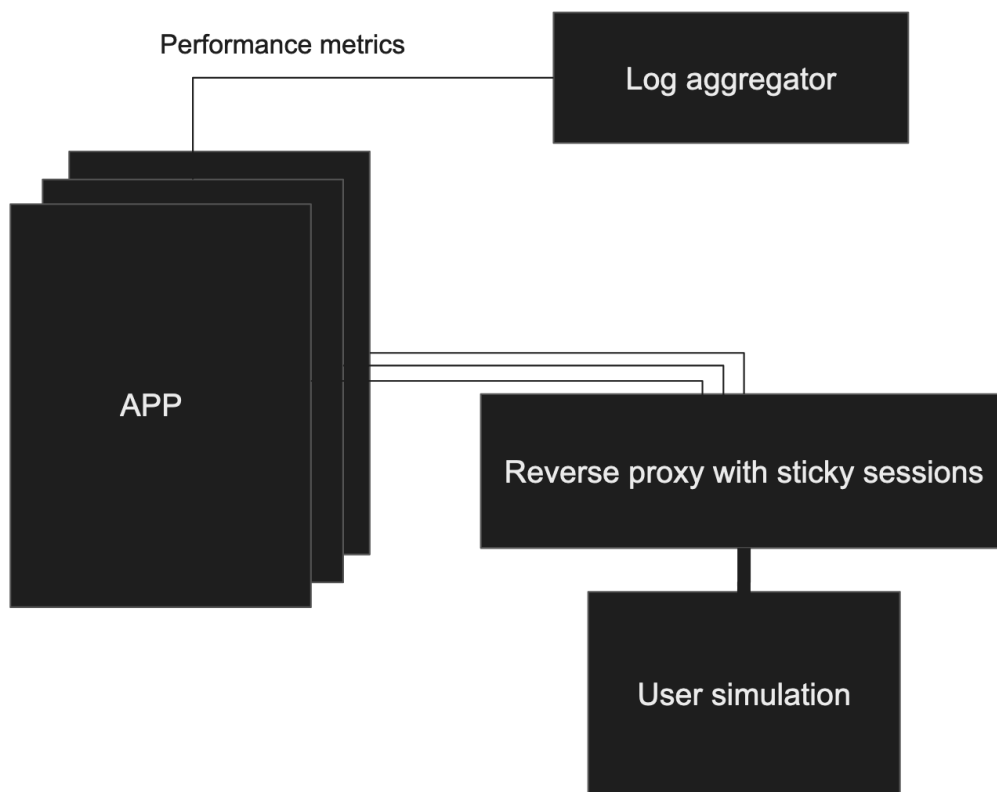 Performance metrics
Log aggregator
APP
Reverse proxy with sticky sessions
User simulation